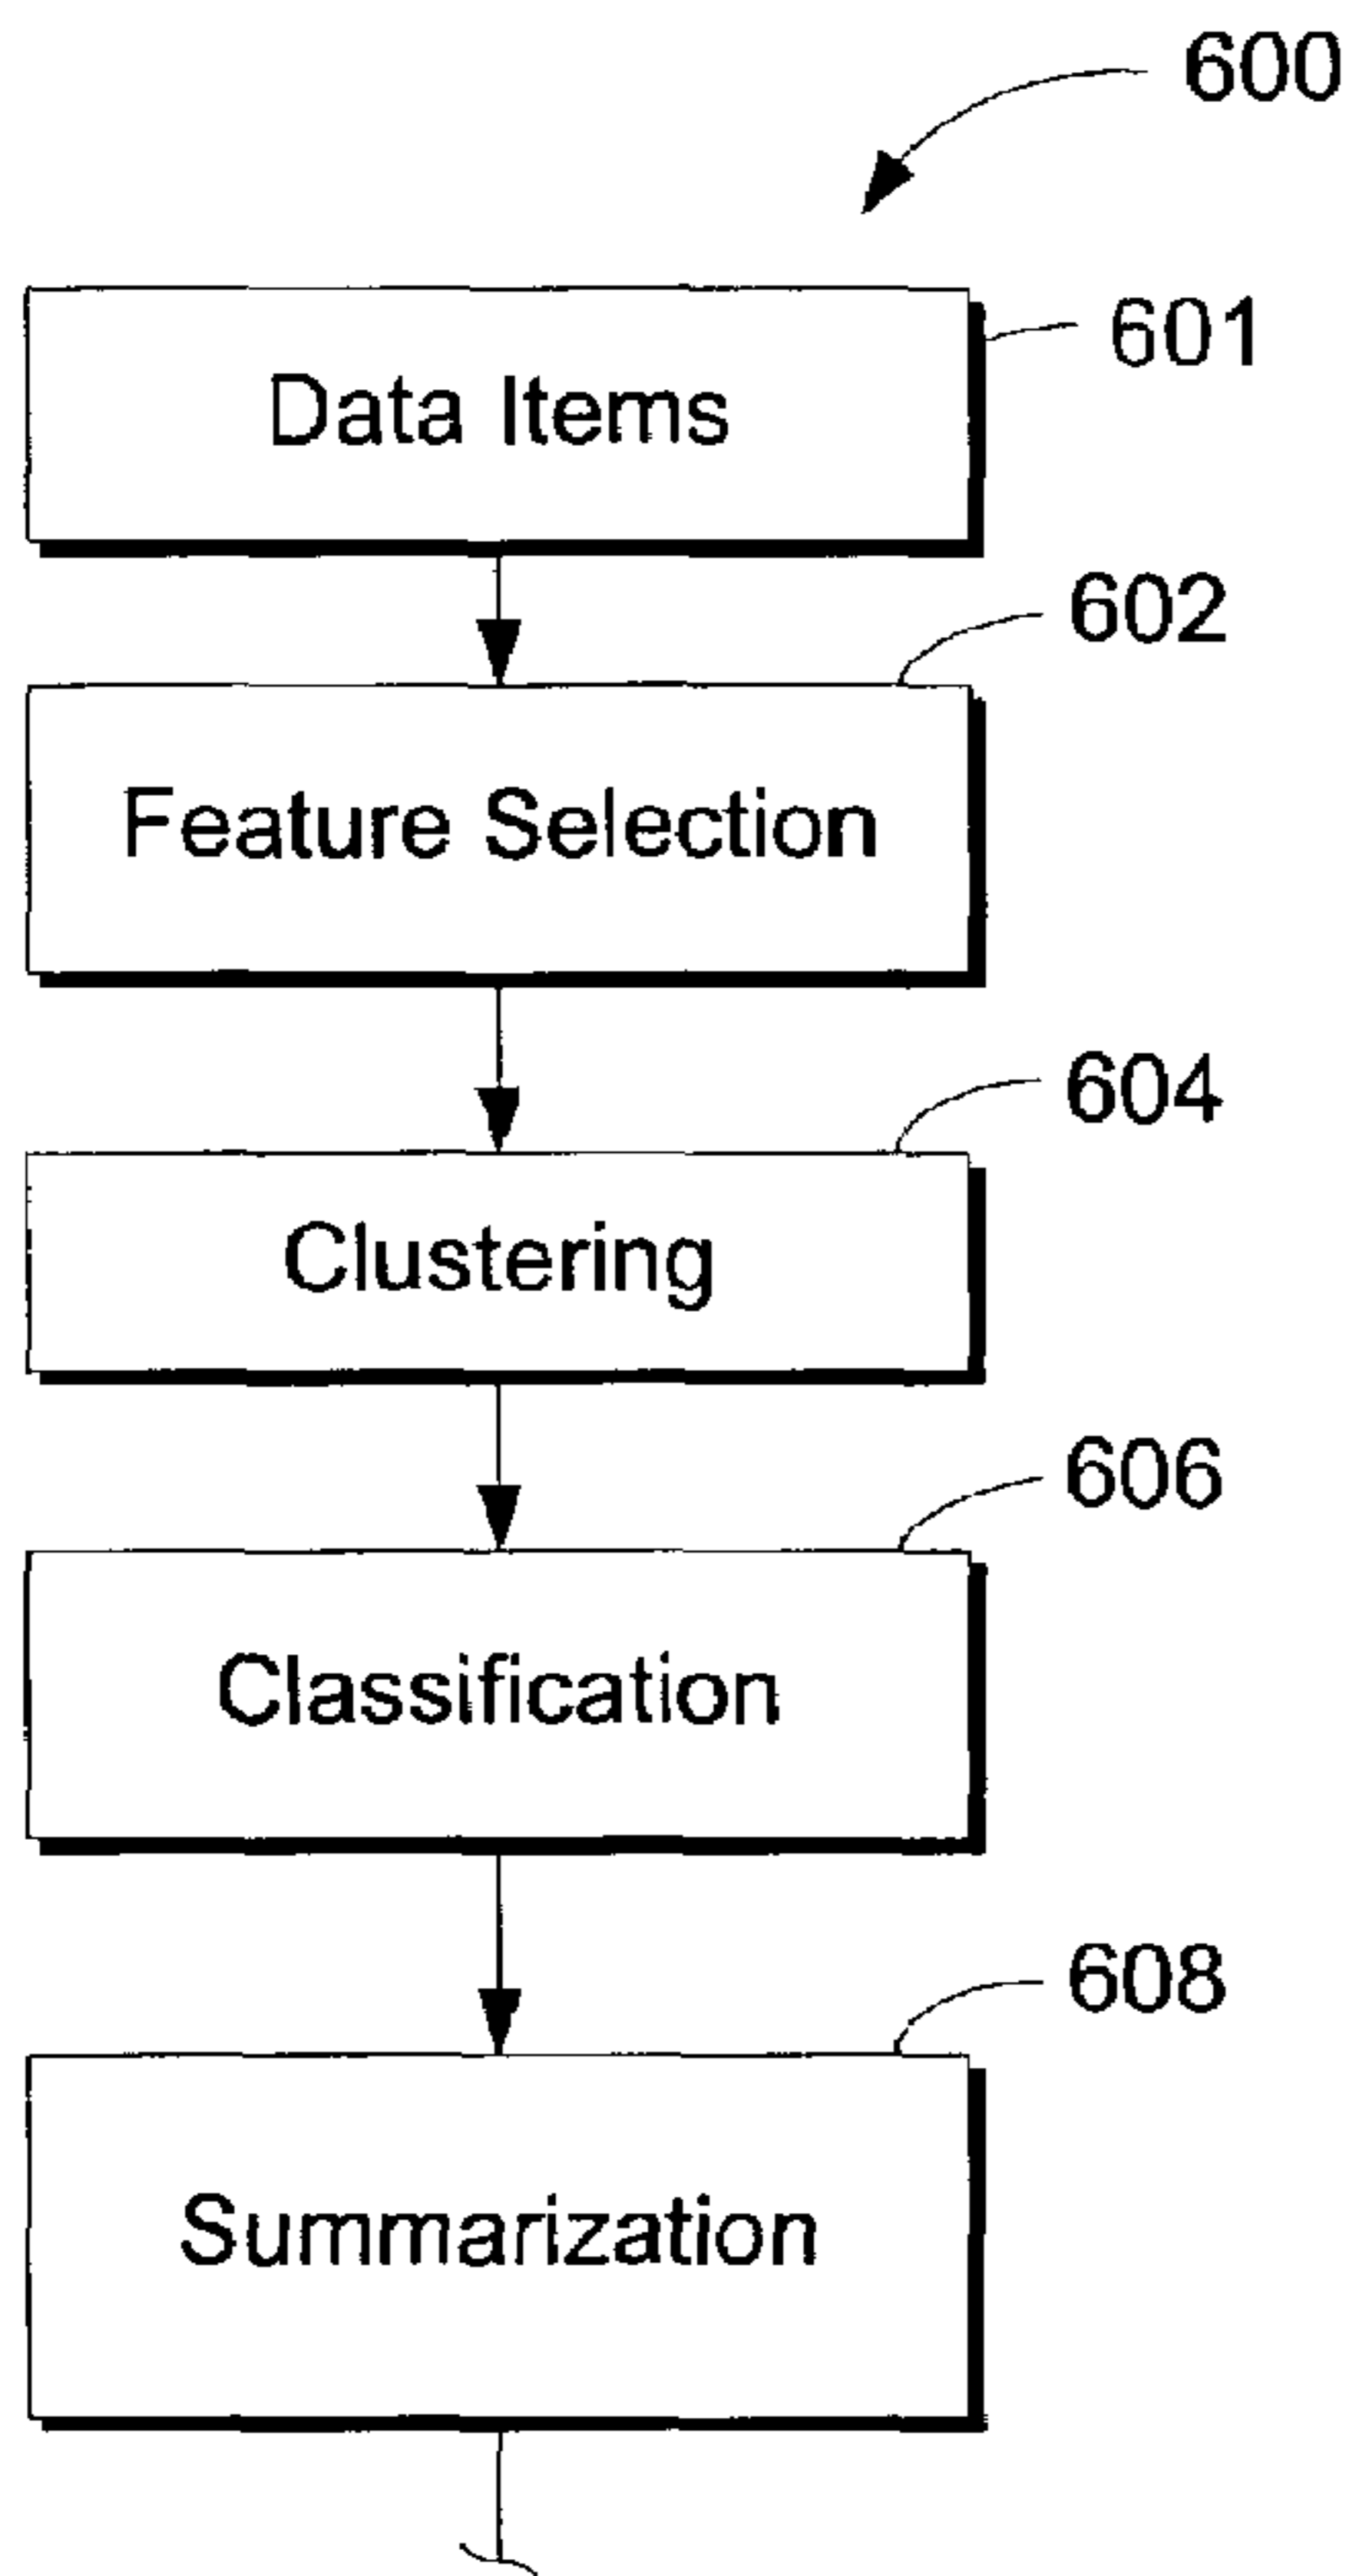 600
601
Data Items
602
Feature Selection
604
Clustering
606
Classification
608
Summarization